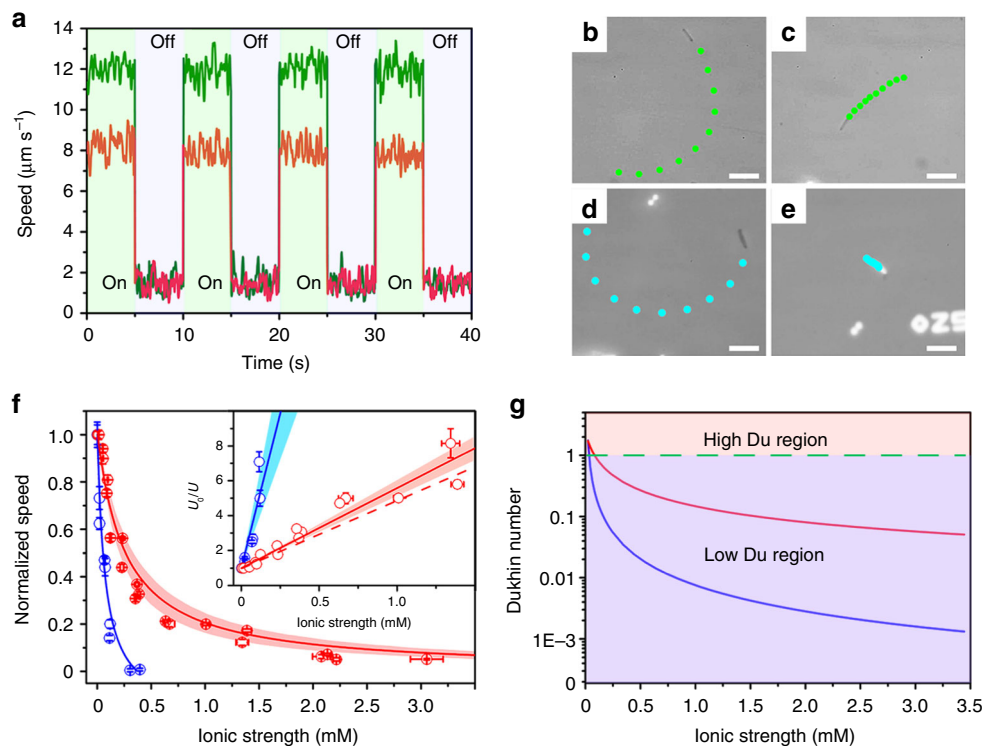 a
Speed (µm s⁻¹)
14
12
10
8
6
4
2
0
Off Off Off Off
On On On On
0 10 20 30 40
Time (s)
b
c
d
e
OZS
f
Normalized speed
1.0
0.8
0.6
0.4
0.2
0
0 0.5 1.0 1.5 2.0 2.5 3.0
Ionic strength (mM)
U₀/U
8
6
4
2
0
0 0.5 1.0
Ionic strength (mM)
g
Dukhin number
1
0.1
0.01
1E−3
0
High Du region
Low Du region
0 0.5 1.0 1.5 2.0 2.5 3.0 3.5
Ionic strength (mM)